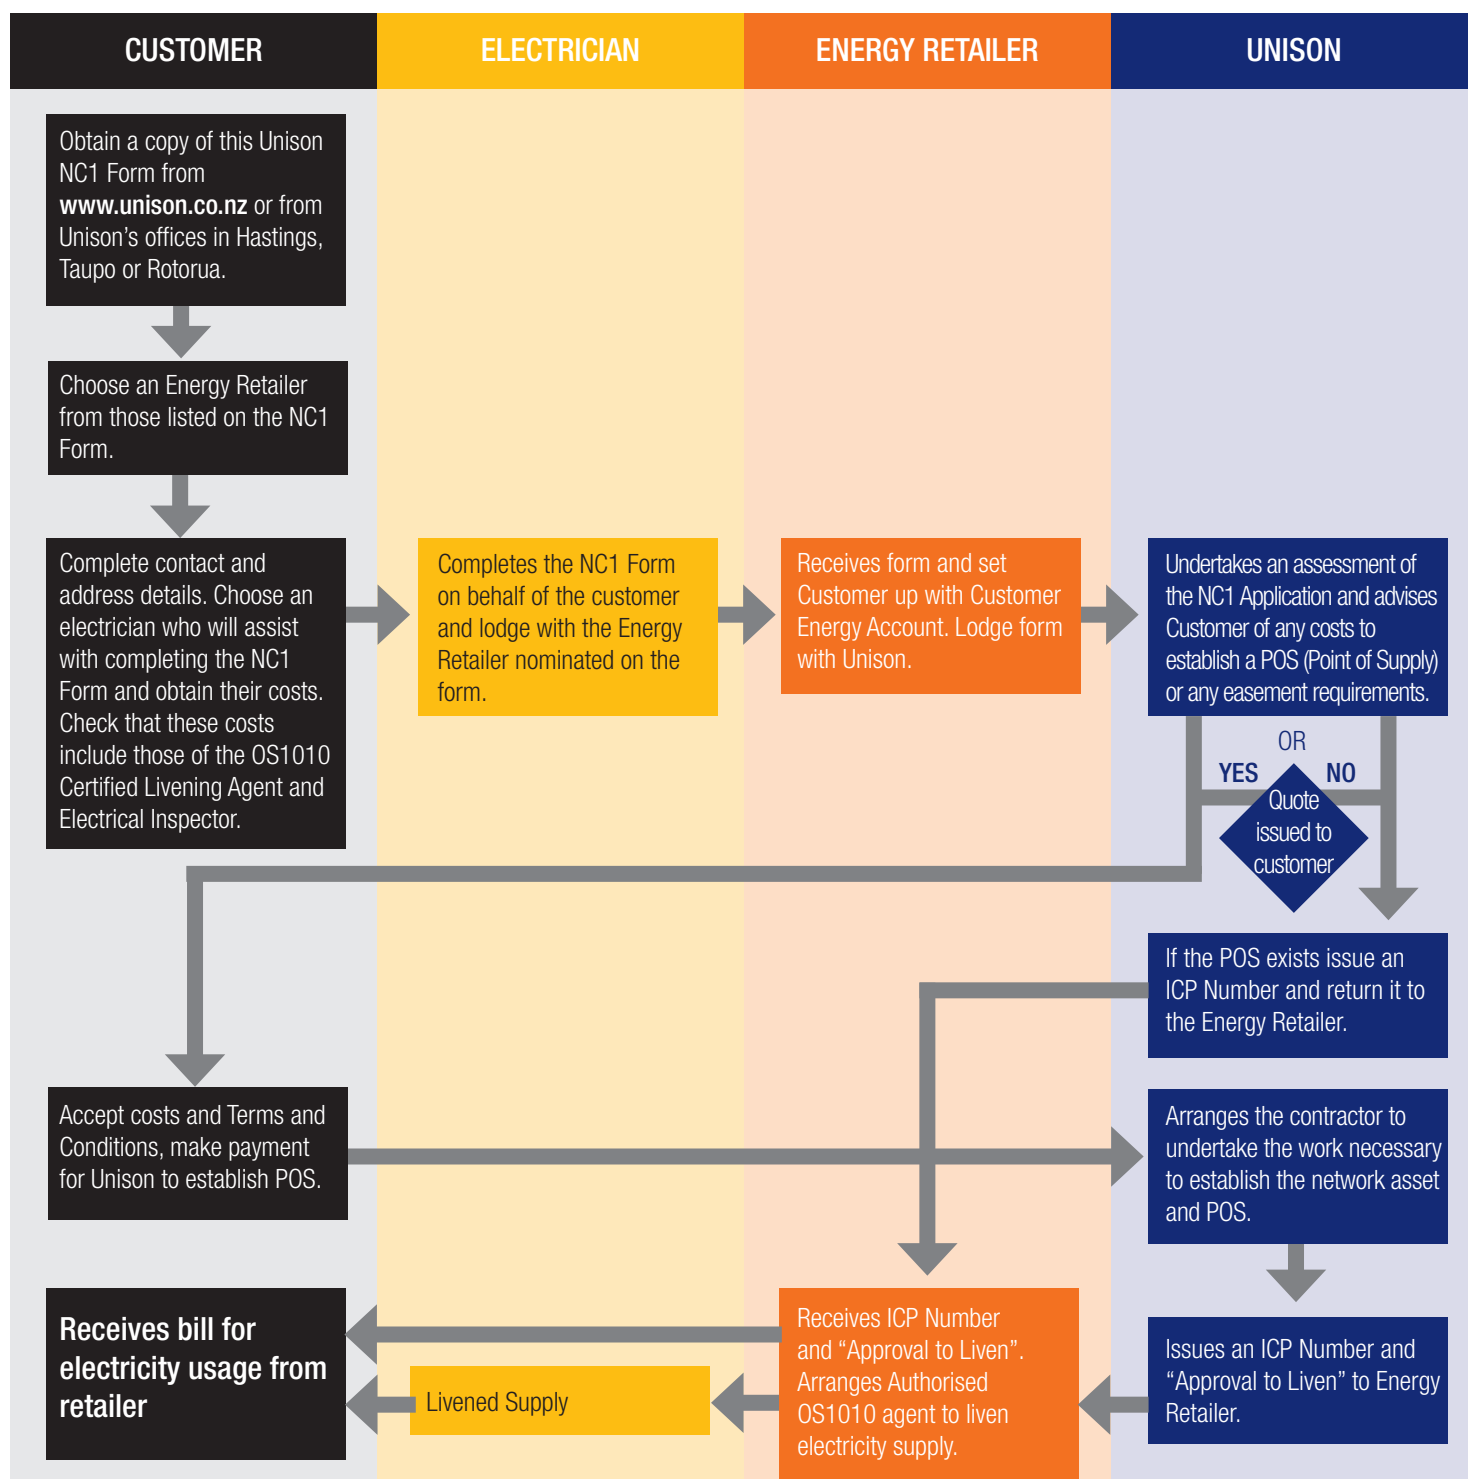 CUSTOMER
ELECTRICIAN
ENERGY RETAILER
UNISON
Obtain a copy of this Unison
NC1 Form from
www.unison.co.nz or from
Unison’s offices in Hastings,
Taupo or Rotorua.
Choose an Energy Retailer
from those listed on the NC1
Form.
Complete contact and
address details. Choose an
electrician who will assist
with completing the NC1
Form and obtain their costs.
Check that these costs
include those of the OS1010
Certified Livening Agent and
Electrical Inspector.
Completes the NC1 Form
on behalf of the customer
and lodge with the Energy
Retailer nominated on the
form.
Receives form and set
Customer up with Customer
Energy Account. Lodge form
with Unison.
Undertakes an assessment of
the NC1 Application and advises
Customer of any costs to
establish a POS (Point of Supply)
or any easement requirements.
OR
YES
NO
Quote
issued to
customer
If the POS exists issue an
ICP Number and return it to
the Energy Retailer.
Accept costs and Terms and
Conditions, make payment
for Unison to establish POS.
Arranges the contractor to
undertake the work necessary
to establish the network asset
and POS.
Issues an ICP Number and
“Approval to Liven” to Energy
Retailer.
Receives ICP Number
and “Approval to Liven”.
Arranges Authorised
OS1010 agent to liven
electricity supply.
Livened Supply
Receives bill for
electricity usage from
retailer